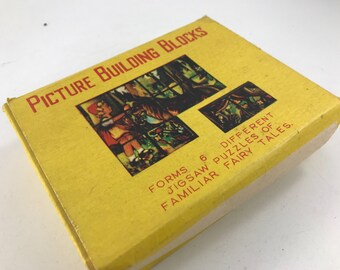 PICTURE BUILDING BLOCKS
FORMS 6 DIFFERENT
JIGSAW PUZZLES OF
FAMILIAR FAIRY TALES.